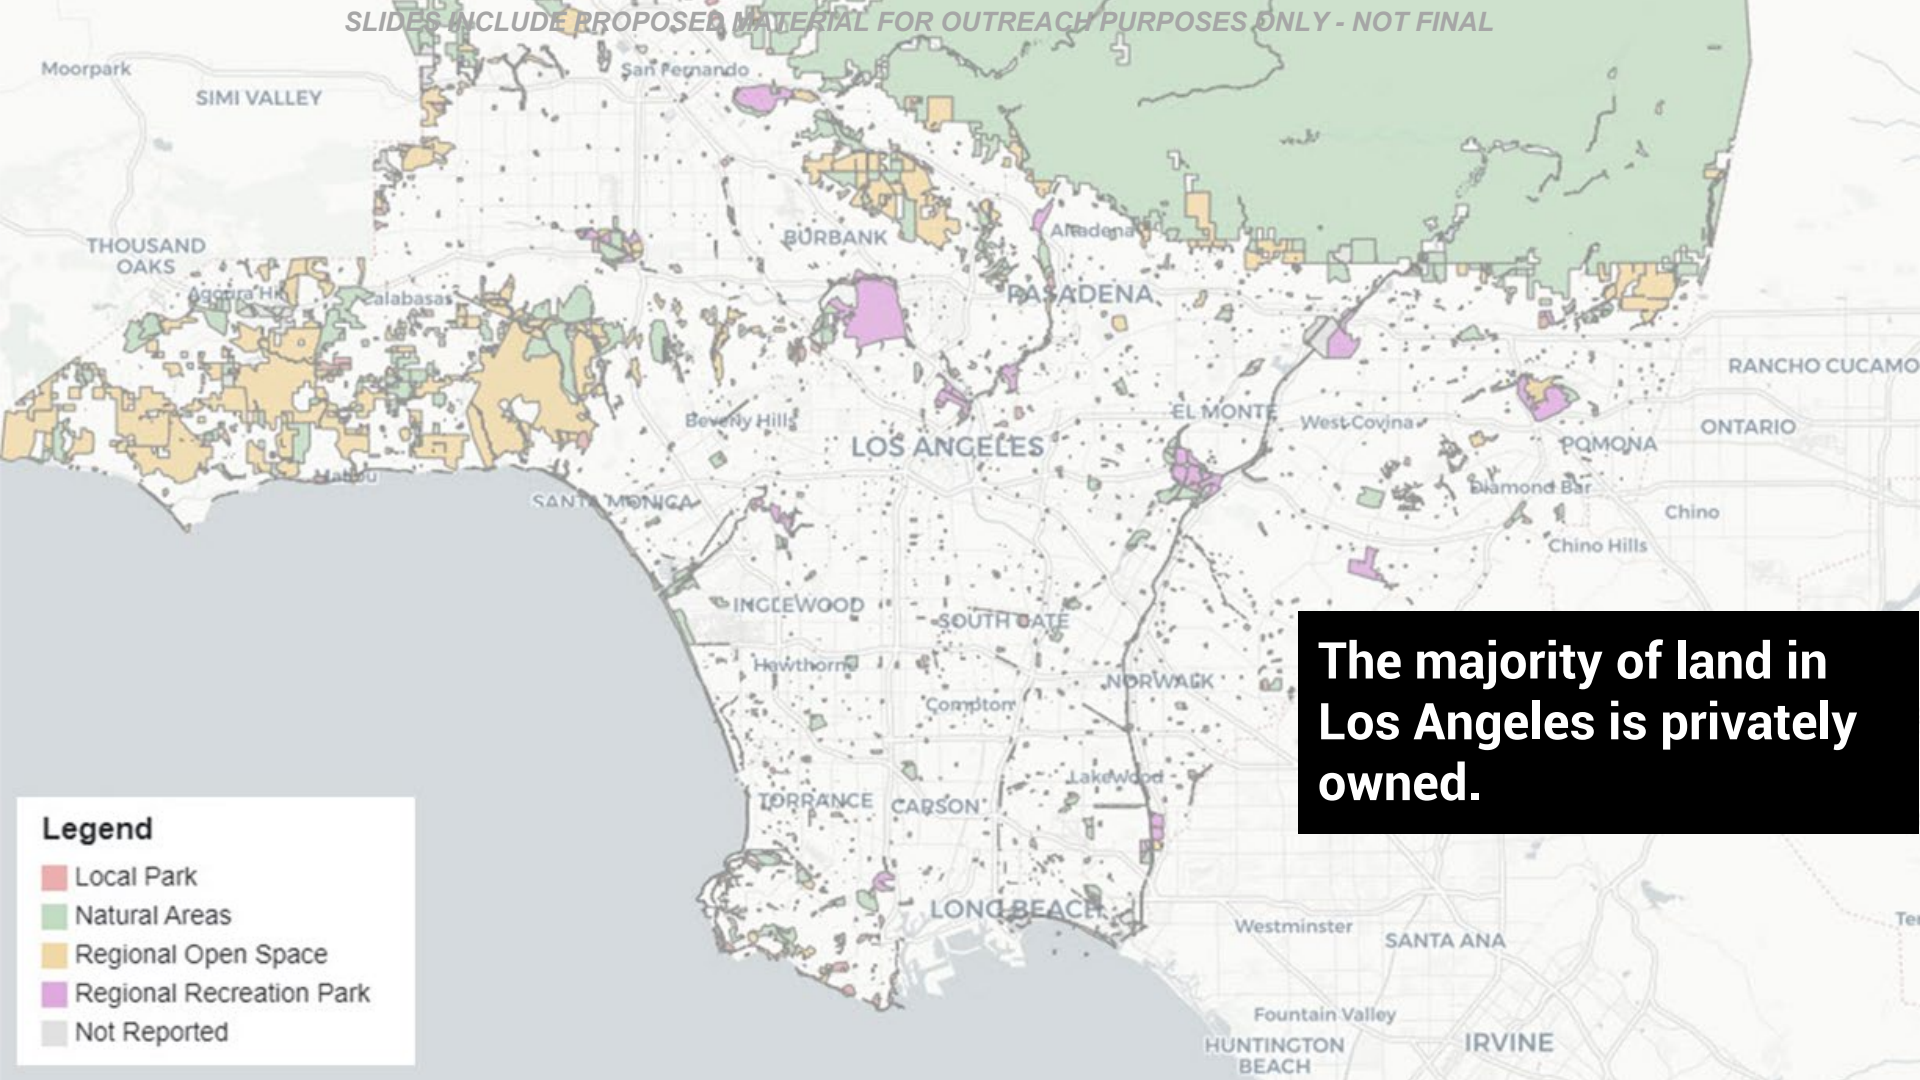 SLIDES INCLUDE PROPOSED MATERIAL FOR OUTREACH PURPOSES ONLY - NOT FINAL
Moorpark
San Fernando
SIMI VALLEY
THOUSAND
OAKS
BURBANK
Altadena
Agoura Hi
Calabasas
PASADENA
RANCHO CUCAMO
Beverly Hills
EL MONTE
West Covina
ONTARIO
LOS ANGELES
POMONA
Malibu
SANTA MONICA
Diamond Bar
Chino
Chino Hills
INGLEWOOD
SOUTH GATE
Hawthorne
NORWALK
Compton
The majority of land in
Los Angeles is privately
owned.
Lakewood
TORRANCE
CARSON
LONG BEACH
Westminster
SANTA ANA
Te
Fountain Valley
HUNTINGTON
BEACH
IRVINE
Legend
Local Park
Natural Areas
Regional Open Space
Regional Recreation Park
Not Reported